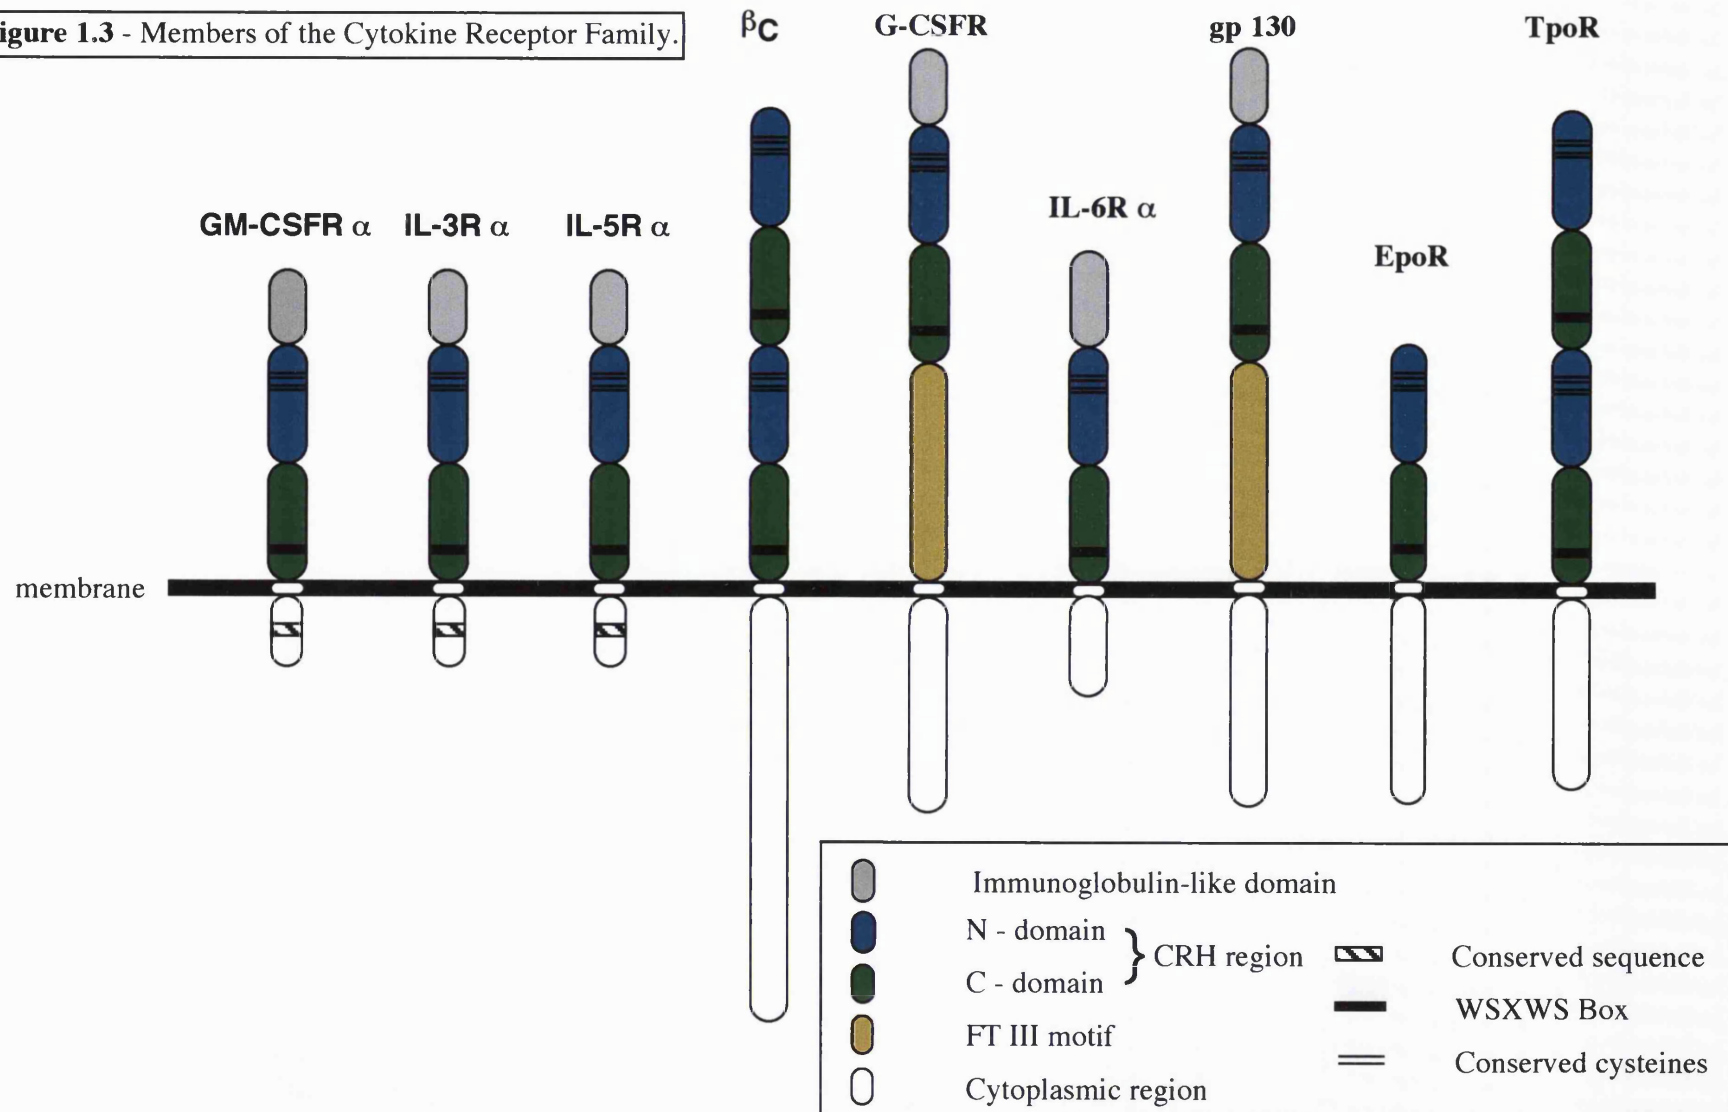 igure 1.3 - Members of the Cytokine Receptor Family.
βC
G-CSFR
gp 130
TpoR
GM-CSFR α
IL-3R α
IL-5R α
IL-6R α
EpoR
membrane
Immunoglobulin-like domain
N - domain
C - domain
} CRH region
FT III motif
Cytoplasmic region
Conserved sequence
WSXWS Box
Conserved cysteines